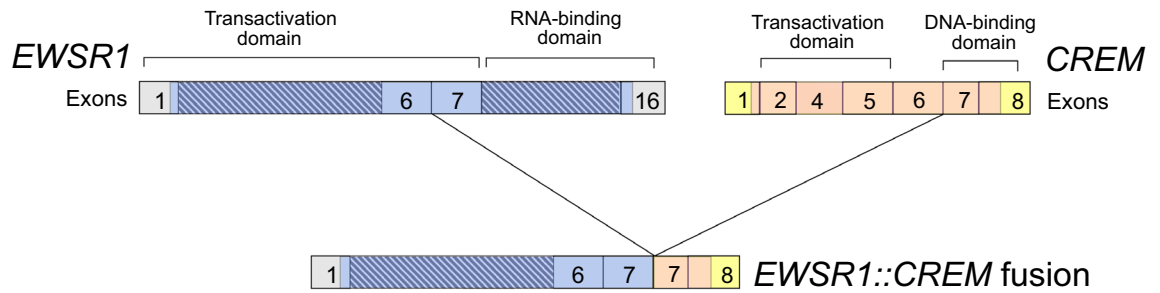 Transactivation
domain
RNA-binding
domain
Transactivation
domain
DNA-binding
domain
EWSR1
CREM
Exons 1 6 7 16
1 2 4 5 6 7 8 Exons
1 6 7 7 8 EWSR1::CREM fusion